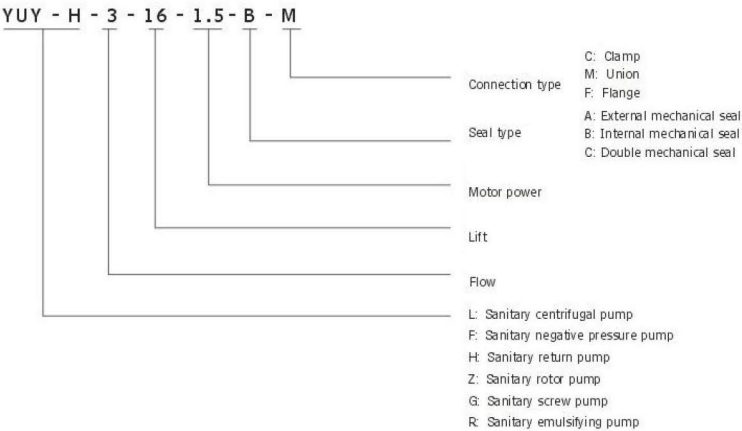 YUY - H - 3 - 16 - 1.5 - B - M
C: Clamp
Connection type
M: Union
F: Flange
A: External mechanical seal
Seal type
B: Internal mechanical seal
C: Double mechanical seal
Motor power
Lift
Flow
L: Sanitary centrifugal pump
F: Sanitary negative pressure pump
H: Sanitary return pump
Z: Sanitary rotor pump
G: Sanitary screw pump
R: Sanitary emulsifying pump